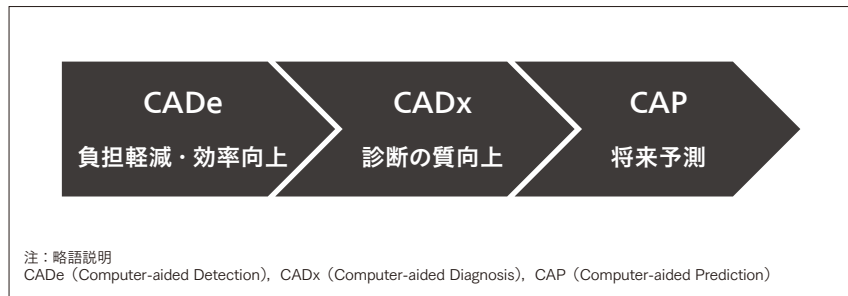 CADe
負担軽減・効率向上
CADx
診断の質向上
CAP
将来予測
注：略語説明
CADe（Computer-aided Detection），CADx（Computer-aided Diagnosis），CAP（Computer-aided Prediction）